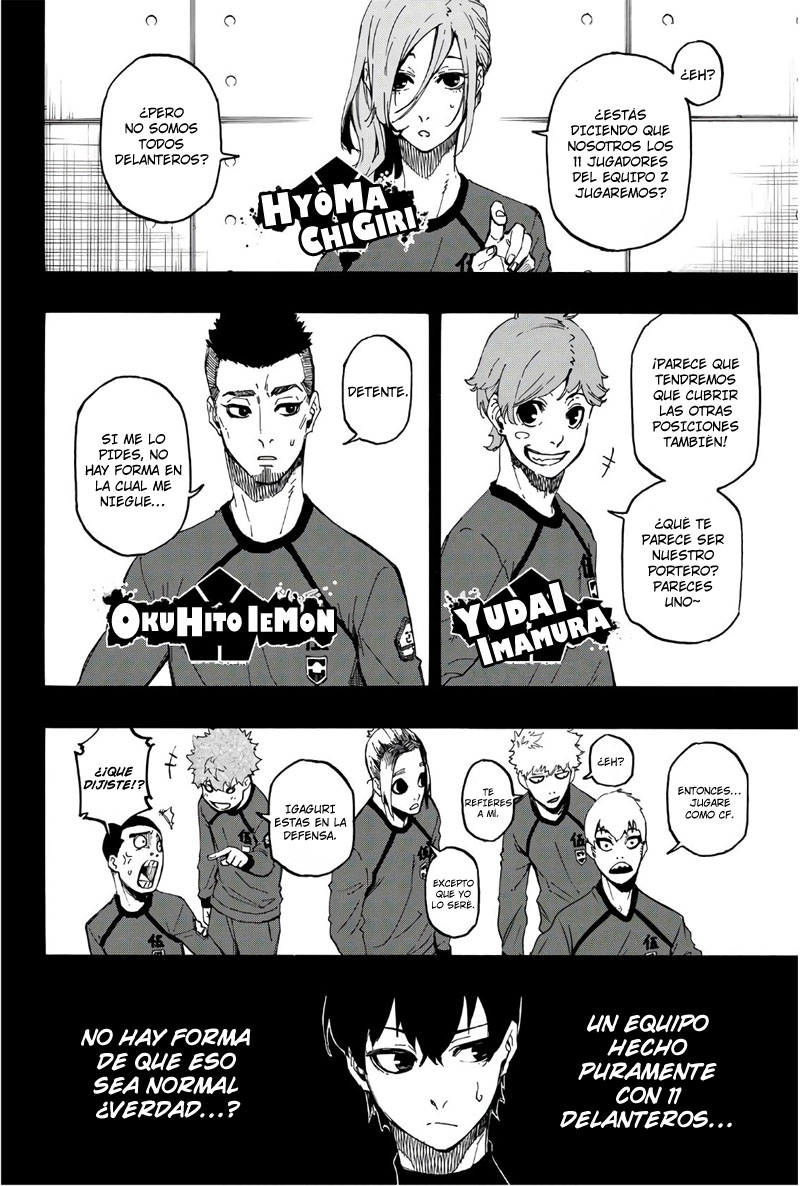 ¿EH?
¿ESTÁS
DICIENDO QUE
NOSOTROS LOS
11 JUGADORES
DEL EQUIPO Z
JUGAREMOS?
¿PERO
NO SOMOS
TODOS
DELANTEROS?
HYÔMA
CHIGIRI
伍
¡PARECE QUE
TENDREMOS
QUE CUBRIR
LAS OTRAS
POSICIONES
TAMBIÉN!
¿QUÉ TE
PARECE SER
NUESTRO
PORTERO?
PARECES
UNO~
YUDAI
IMAMURA
DETENTE.
SI ME LO
PIDES, NO
HAY FORMA EN
LA CUAL ME
NIEGUE...
OKUHITO IEMON
ENTONCES...
JUGARE
COMO CF.
¿EH?
TE
REFIERES
A MÍ.
EXCEPTO
QUE YO
LO SERÉ.
IGAGURI
ESTAS EN LA
DEFENSA.
¿¡QUE
DIJISTE!?
伍
伍
伍
UN EQUIPO
HECHO
PURAMENTE
CON 11
DELANTEROS...
NO HAY FORMA
DE QUE ESO
SEA NORMAL
¿VERDAD...?